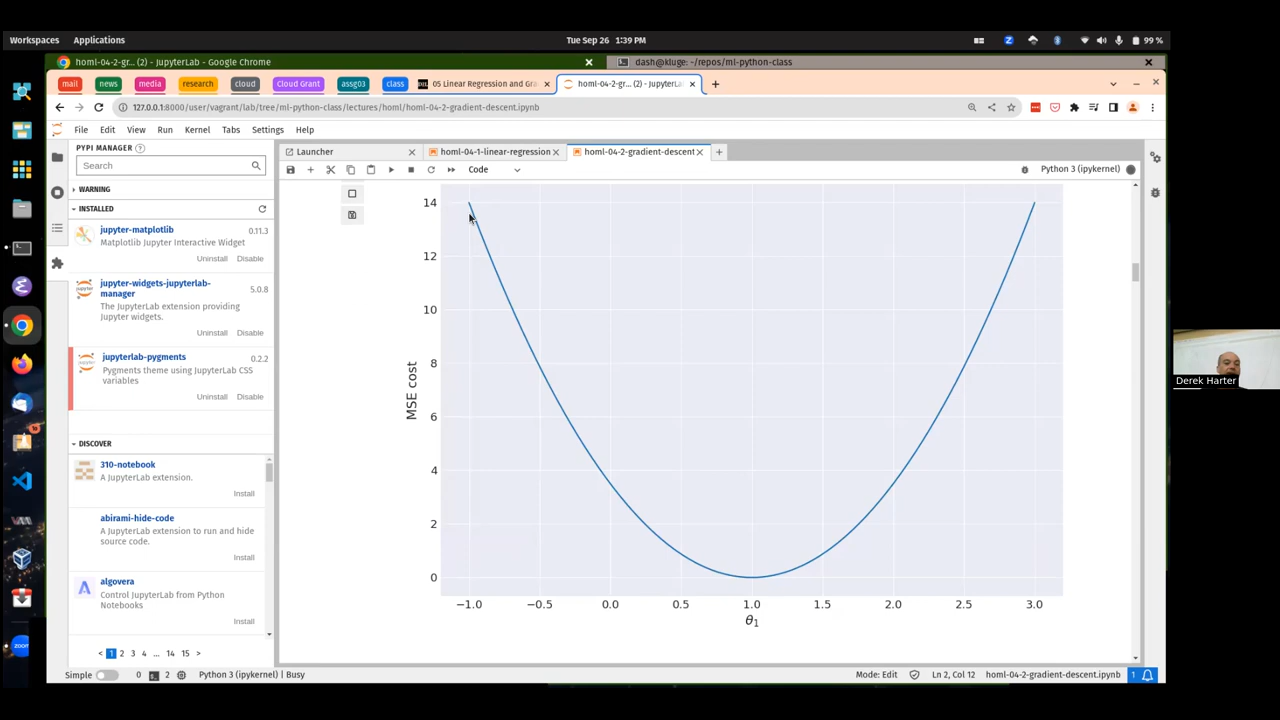 Workspaces Applications Tue Sep 26 1:39 PM 99 %
homl-04-2-gr... (2) - JupyterLab - Google Chrome dash@kluge: ~/repos/ml-python-class
mail news media research cloud Cloud Grant assg03 class 05 Linear Regression and Gr homl-04-2-gr... (2) - JupyterLa
127.0.0.1:8000/user/vagrant/lab/tree/ml-python-class/lectures/homl/homl-04-2-gradient-descent.ipynb
File Edit View Run Kernel Tabs Settings Help
PYPI MANAGER ?
Search
WARNING
INSTALLED
jupyter-matplotlib 0.11.3
Matplotlib Jupyter Interactive Widget
Uninstall Disable
jupyter-widgets-jupyterlab-
manager 5.0.8
The JupyterLab extension providing
Jupyter widgets.
Uninstall Disable
jupyterlab-pygments 0.2.2
Pygments theme using JupyterLab CSS
variables
Uninstall Disable
DISCOVER
310-notebook
A JupyterLab extension.
Install
abirami-hide-code
A JupyterLab extension to run and hide
source code.
Install
algovera
Control JupyterLab from Python
Notebooks
Install
< 1 2 3 4 ... 14 15 >
Launcher homl-04-1-linear-regression homl-04-2-gradient-descent
Code Python 3 (ipykernel)
14
12
10
8
6
4
2
0
MSE cost
−1.0 −0.5 0.0 0.5 1.0 1.5 2.0 2.5 3.0
θ1
Derek Harter
Simple 0 2 Python 3 (ipykernel) | Busy Mode: Edit Ln 2, Col 12 homl-04-2-gradient-descent.ipynb 1
zoom